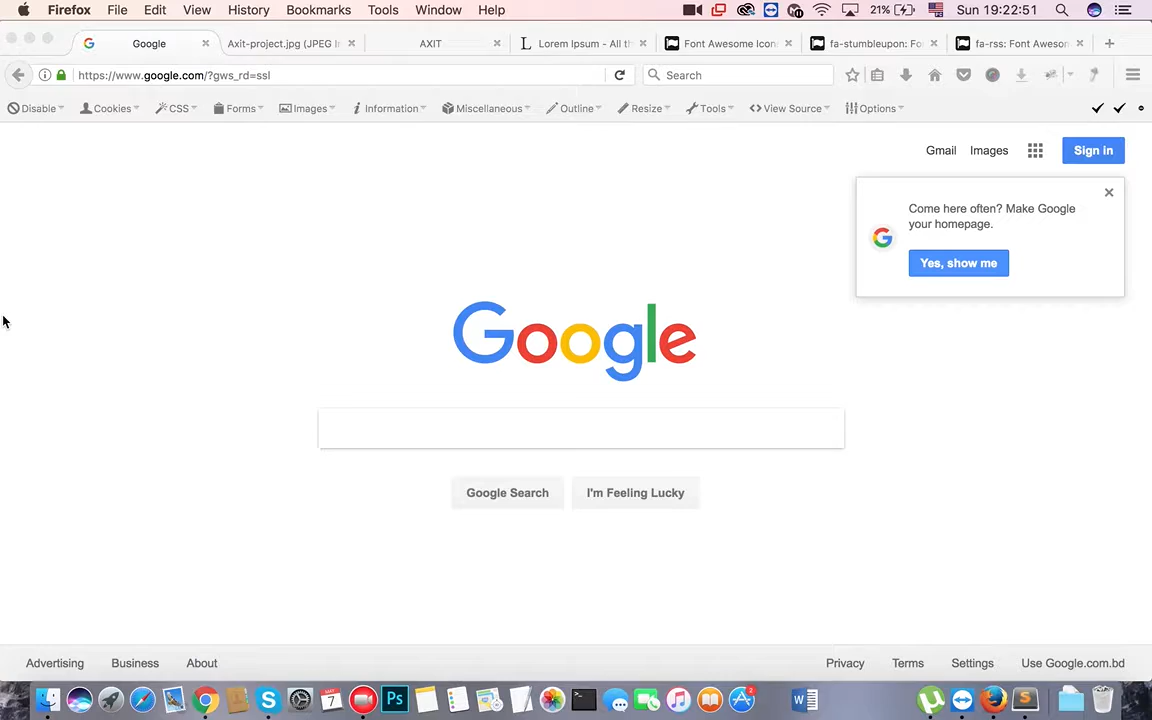 Firefox File Edit View History Bookmarks Tools Window Help 21% Sun 19:22:51
Google Axit-project.jpg (JPEG I AXIT Lorem Ipsum - All t Font Awesome Icon fa-stumbleupon: Fo fa-rss: Font Aweson
https://www.google.com/?gws_rd=ssl Search
Disable Cookies CSS Forms Images Information Miscellaneous Outline Resize Tools View Source Options
Gmail Images Sign in
Come here often? Make Google
your homepage.
Yes, show me
Google
Google Search I'm Feeling Lucky
Advertising Business About Privacy Terms Settings Use Google.com.bd
Ps